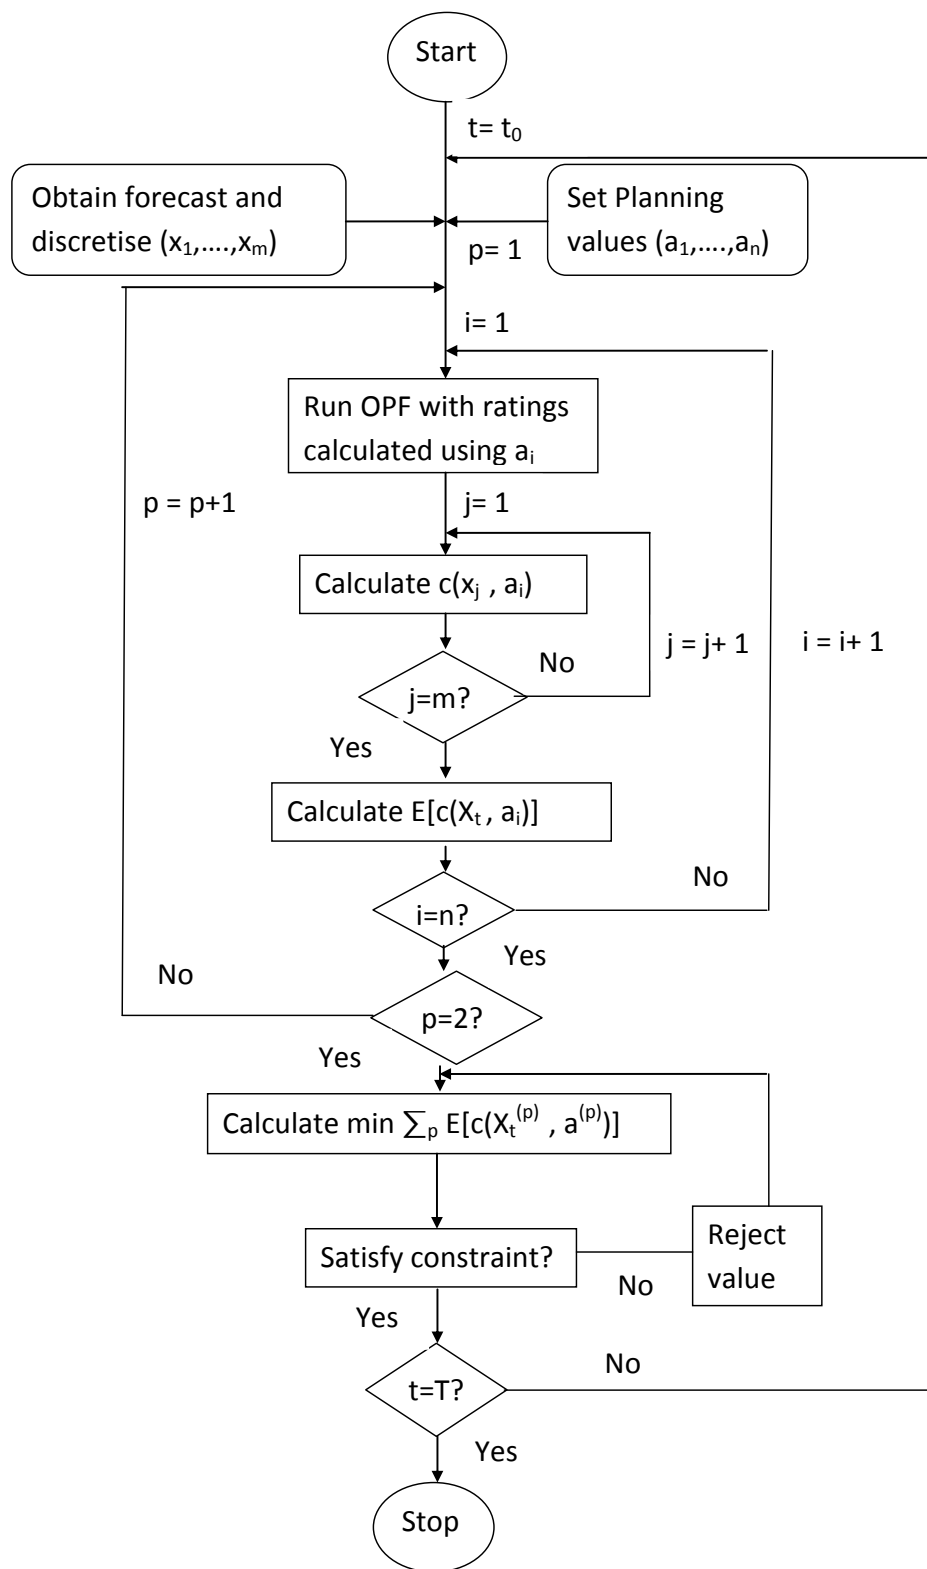 Start
t= t₀
Obtain forecast and
discretise (x₁,....,xₘ)
Set Planning
values (a₁,....,aₙ)
p= 1
i= 1
Run OPF with ratings
calculated using aᵢ
p = p+1
j= 1
Calculate c(xⱼ , aᵢ)
j = j+ 1
i = i+ 1
No
j=m?
Yes
Calculate E[c(Xₜ , aᵢ)]
No
i=n?
Yes
No
p=2?
Yes
Calculate min ∑ₚ E[c(Xₜ⁽ᵖ⁾ , a⁽ᵖ⁾)]
Satisfy constraint?
Reject
value
No
Yes
No
t=T?
Yes
Stop